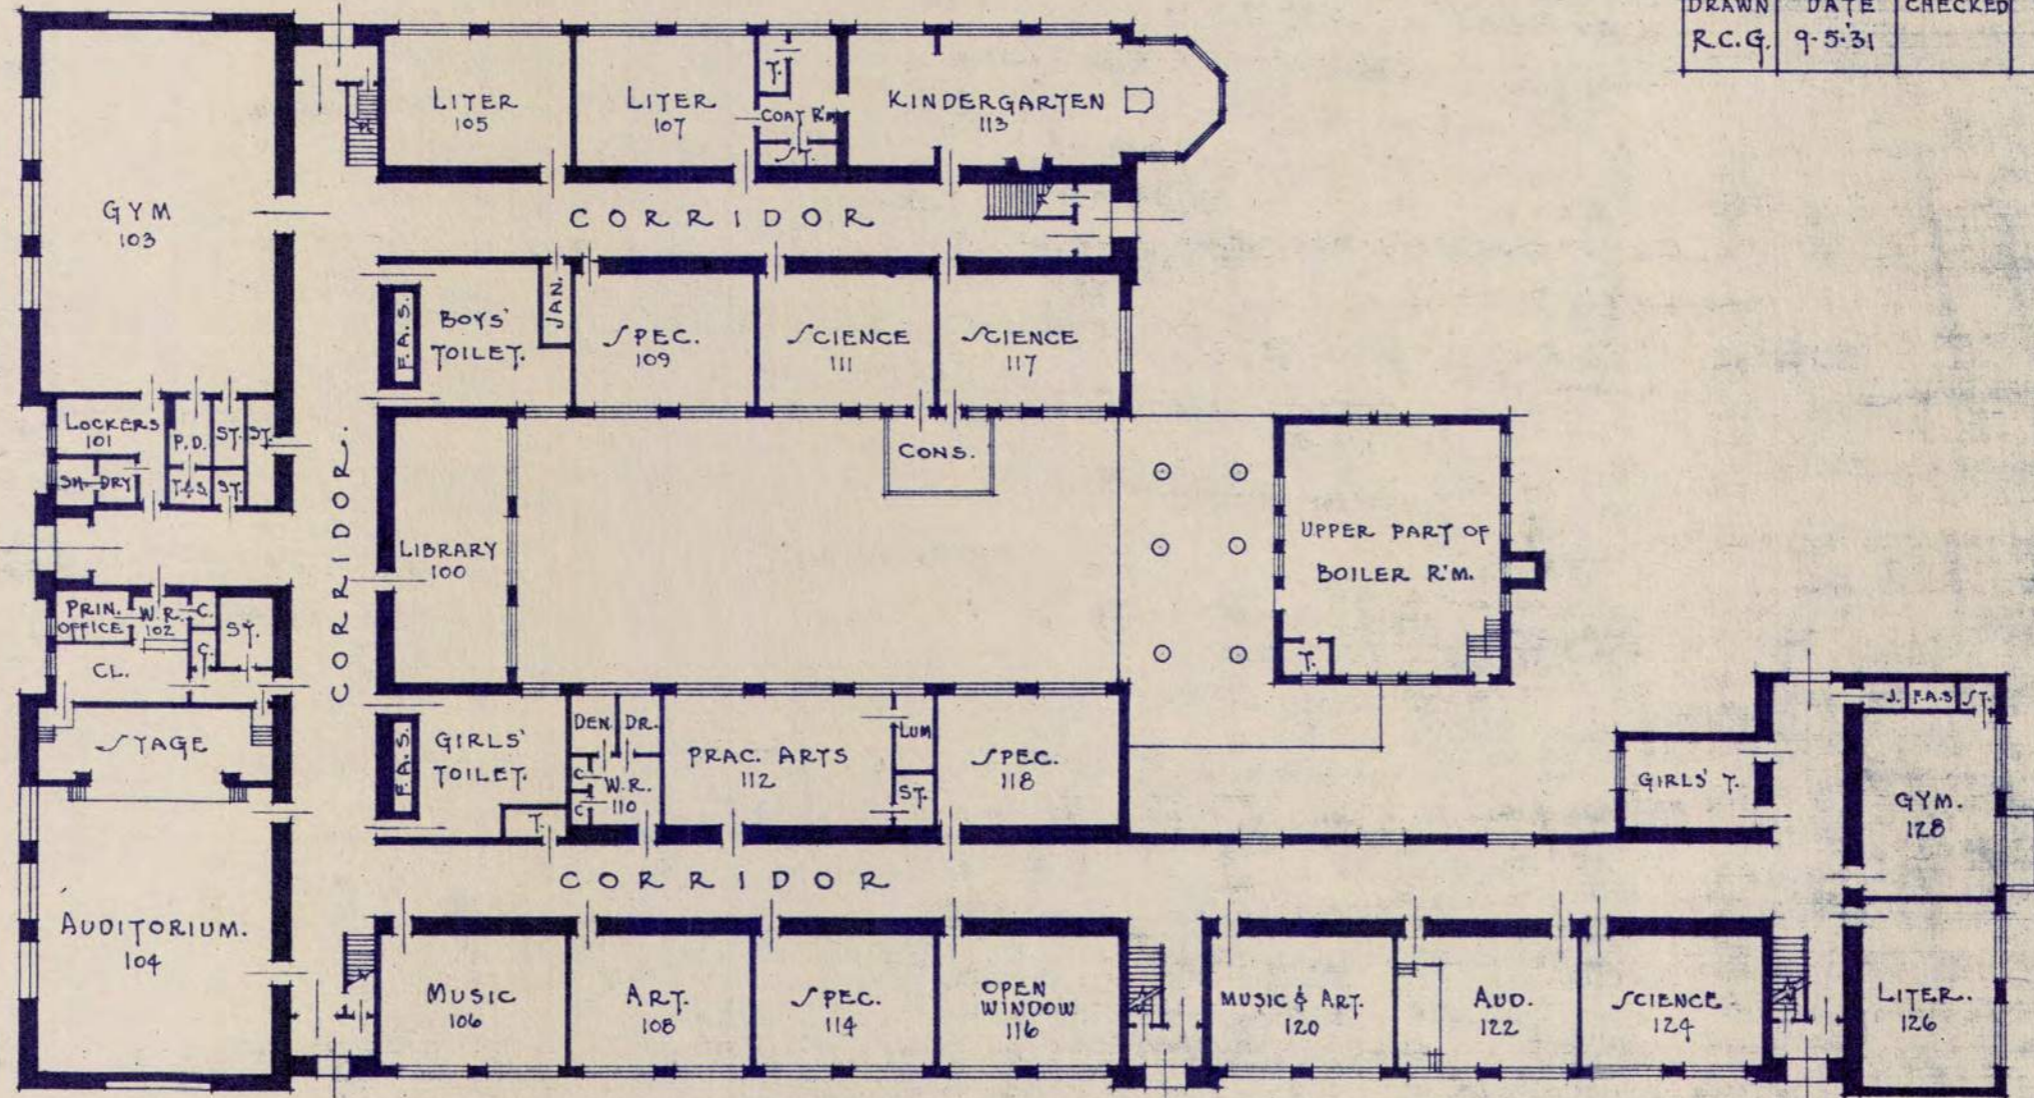 DRAWN DATE CHECKED
R.C.G. 9-5-31
LITER
105
LITER
107
T.
COAT R'M
ST.
KINDERGARTEN
113
GYM
103
CORRIDOR
F.A.S.
BOYS'
TOILET.
JAN.
SPEC.
109
SCIENCE
111
SCIENCE
117
LOCKERS
101
P.D.
ST.
ST.
SH.
DRY
T.&S.
ST.
CORRIDOR.
CORRIDOR
LIBRARY
100
CONS.
UPPER PART OF
BOILER R'M.
T.
PRIN.
OFFICE
W.R.
102
C.
C.
ST.
CL.
STAGE
F.A.S.
GIRLS'
TOILET.
T.
DEN.
DR.
C.
C.
W.R.
110
PRAC. ARTS
112
LUM
ST.
SPEC.
118
J.
F.A.S
ST.
GIRLS' T.
GYM.
128
CORRIDOR
AUDITORIUM.
104
MUSIC
106
ART.
108
SPEC.
114
OPEN
WINDOW
116
MUSIC & ART.
120
AUD.
122
SCIENCE
124
LITER.
126